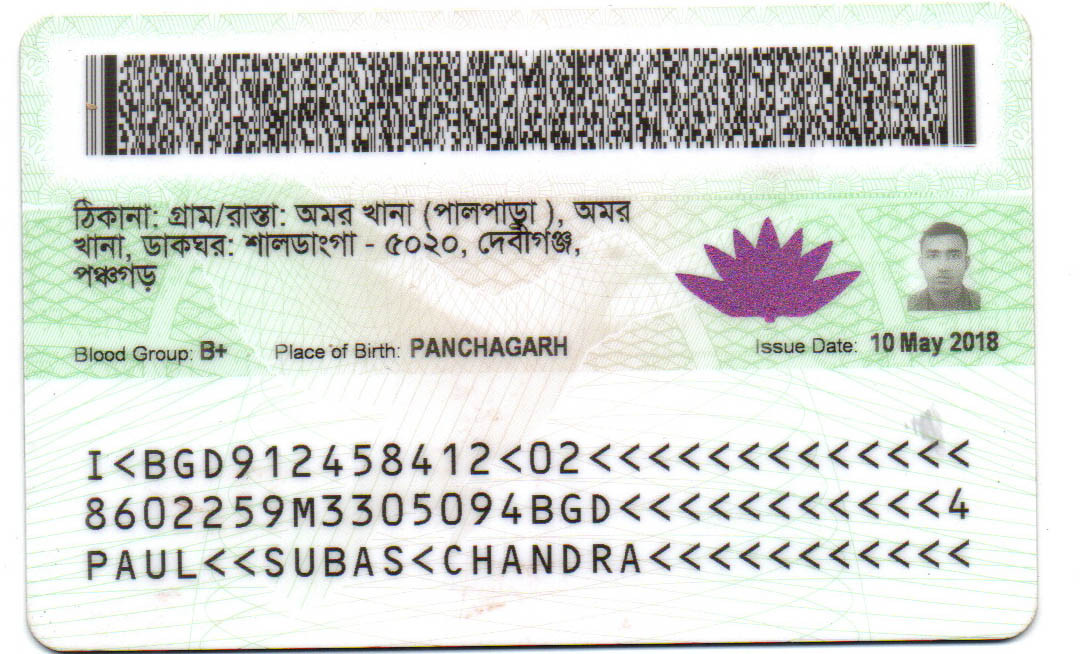 ঠিকানা: গ্রাম/রাস্তা: অমর খানা (পালপাড়া ), অমর
খানা, ডাকঘর: শালডাংগা - ৫০২০, দেবীগঞ্জ,
পঞ্চগড়
Blood Group: B+ Place of Birth: PANCHAGARH Issue Date: 10 May 2018
I<BGD912458412<02<<<<<<<<<<<<<
8602259M3305094BGD<<<<<<<<<<<4
PAUL<<SUBAS<CHANDRA<<<<<<<<<<<